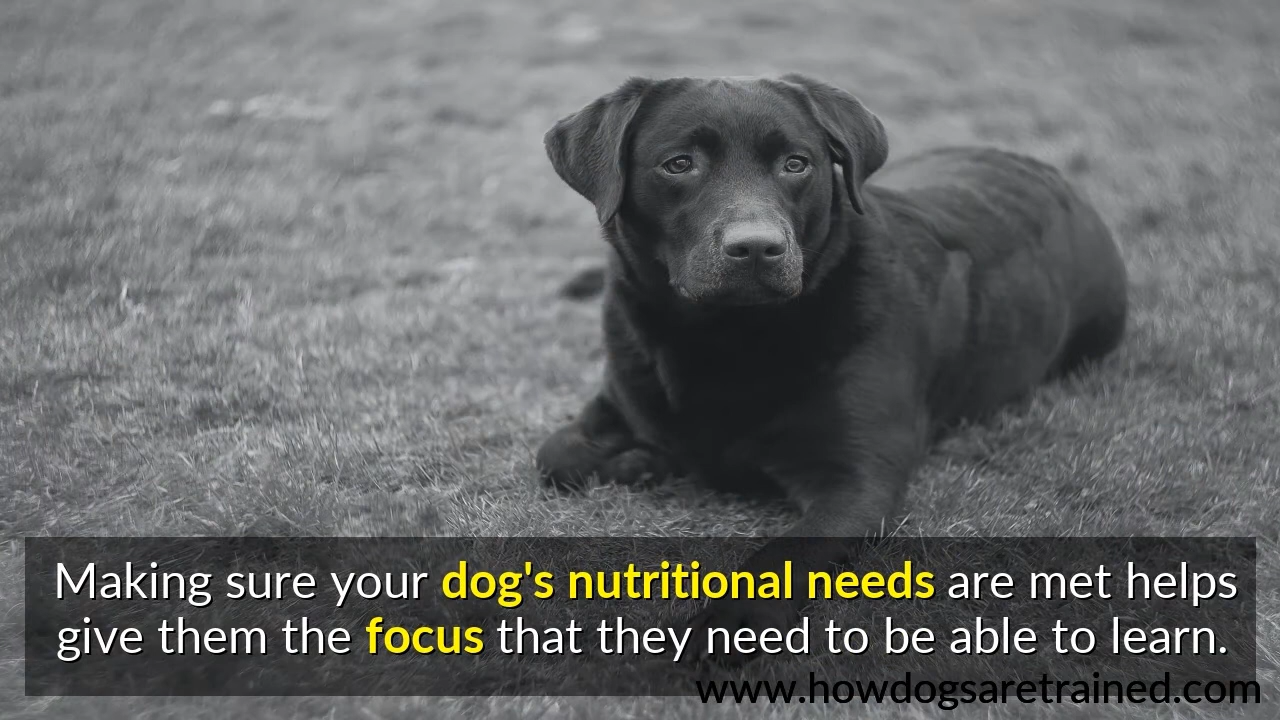 Making sure your dog's nutritional needs are met helps
give them the focus that they need to be able to learn.
www.howdogsaretrained.com